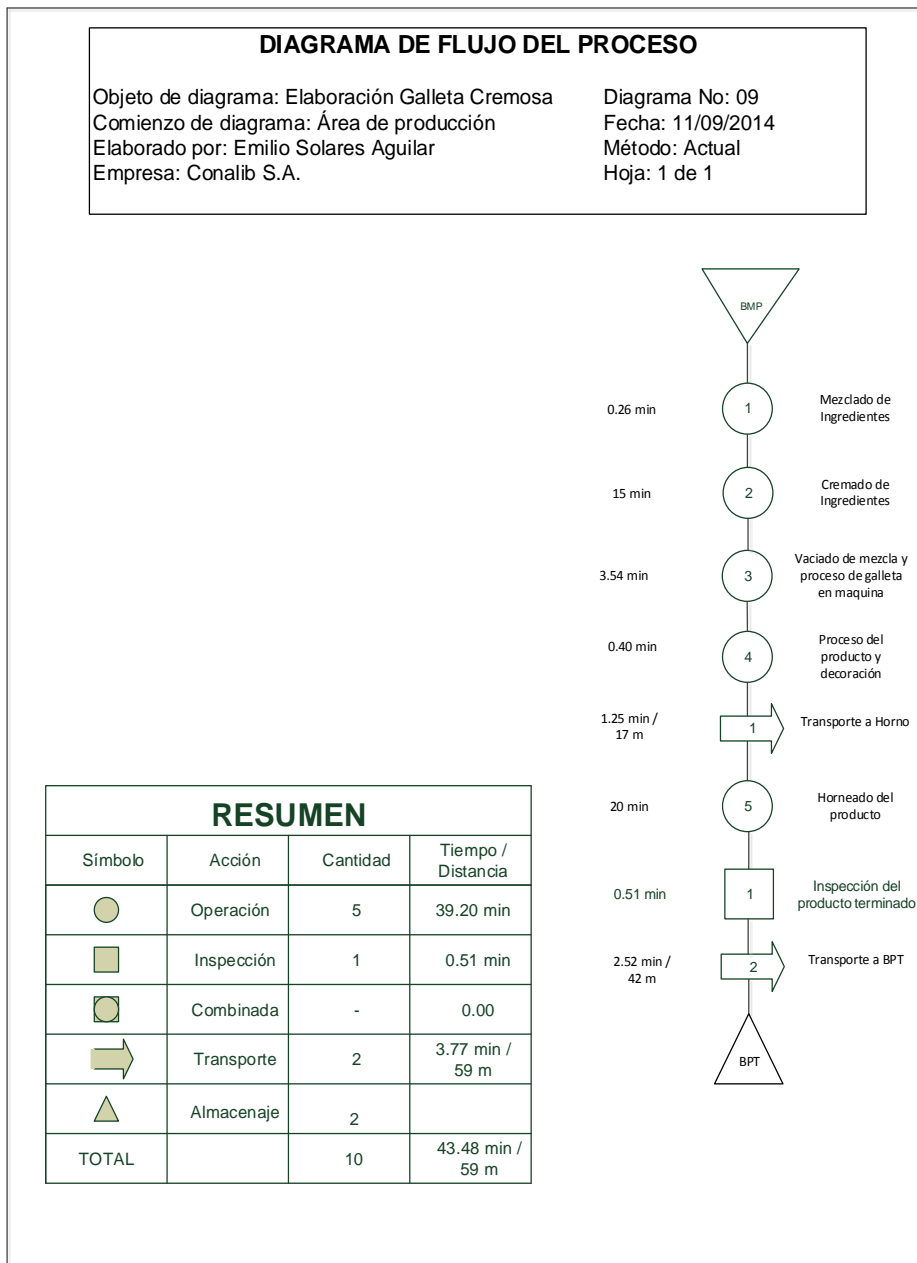 DIAGRAMA DE FLUJO DEL PROCESO
Objeto de diagrama: Elaboración Galleta Cremosa
Diagrama No: 09
Comienzo de diagrama: Área de producción
Fecha: 11/09/2014
Elaborado por: Emilio Solares Aguilar
Método: Actual
Empresa: Conalib S.A.
Hoja: 1 de 1
BMP
0.26 min
1
Mezclado de
Ingredientes
15 min
2
Cremado de
Ingredientes
3.54 min
3
Vaciado de mezcla y
proceso de galleta
en maquina
0.40 min
4
Proceso del
producto y
decoración
1.25 min /
17 m
1
Transporte a Horno
20 min
5
Horneado del
producto
0.51 min
1
Inspección del
producto terminado
2.52 min /
42 m
2
Transporte a BPT
BPT
RESUMEN
Símbolo
Acción
Cantidad
Tiempo /
Distancia
Operación
5
39.20 min
Inspección
1
0.51 min
Combinada
-
0.00
Transporte
2
3.77 min /
59 m
Almacenaje
2
TOTAL
10
43.48 min /
59 m